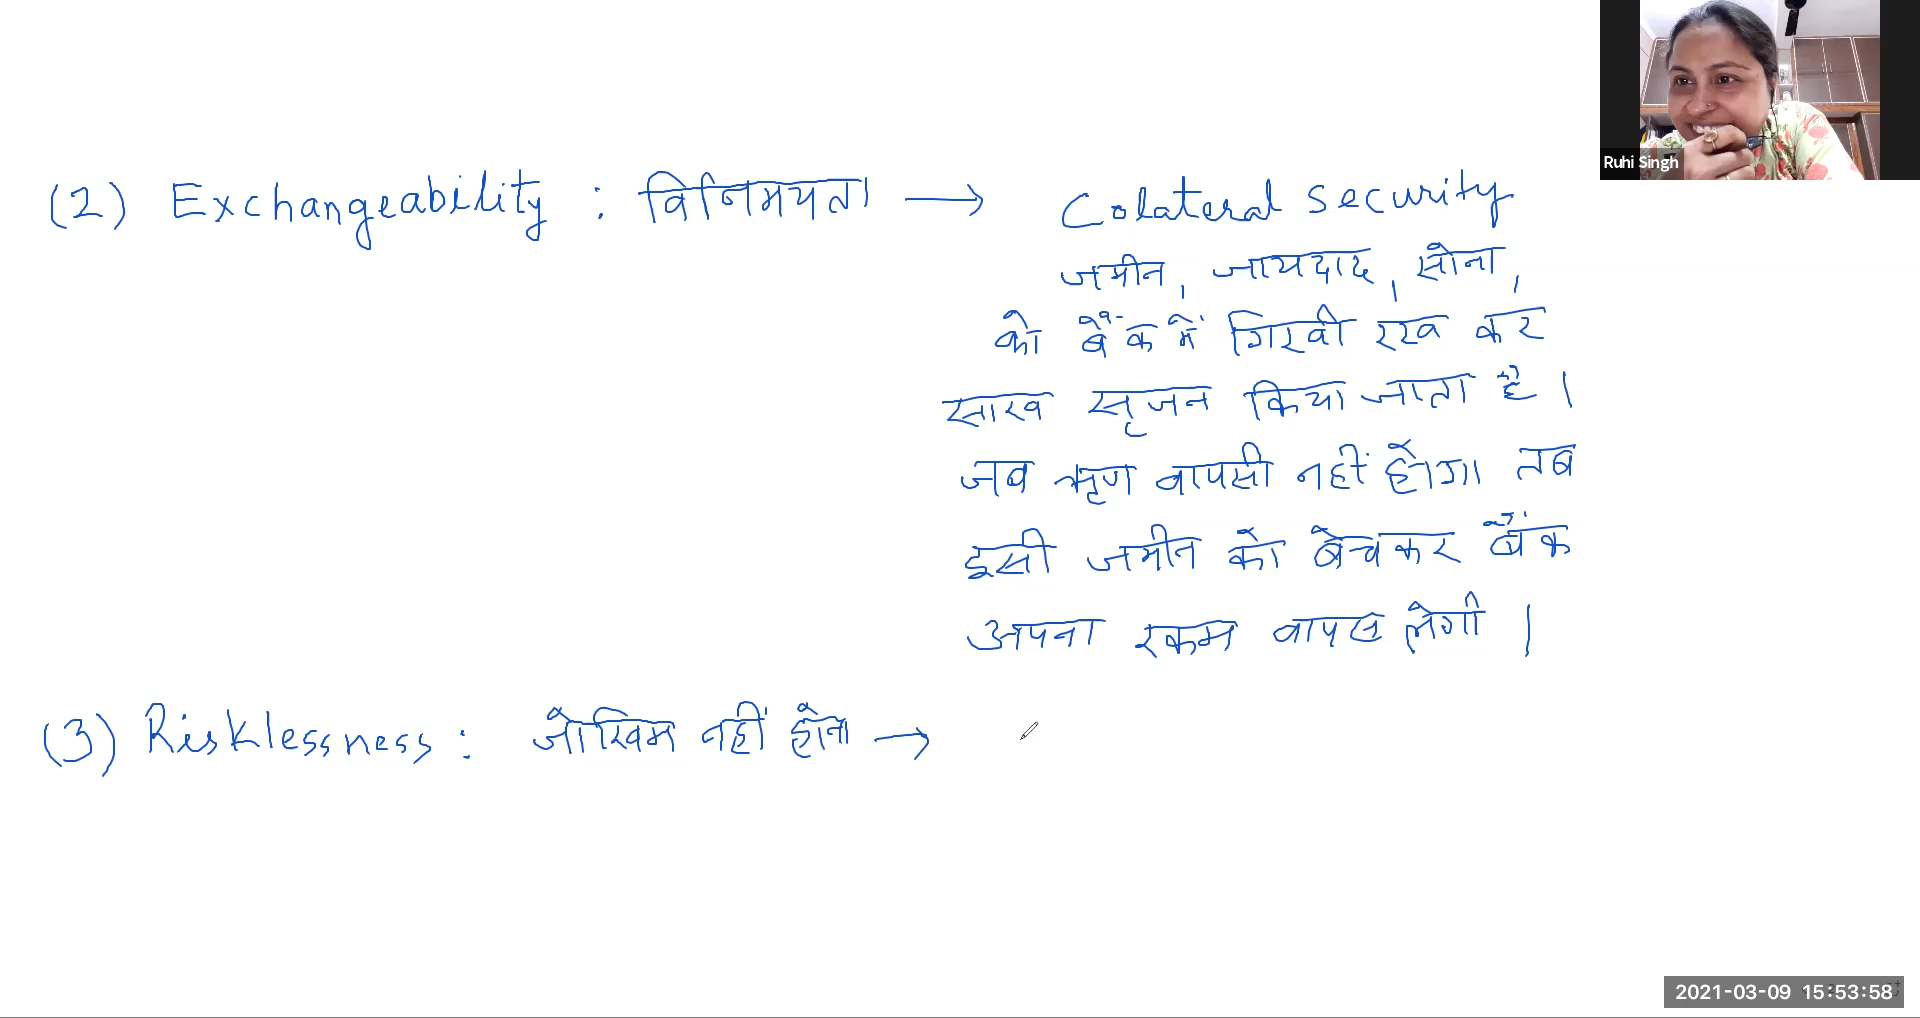 Ruhi Singh
(2) Exchangeability : विनिमयता → Colateral security
जमीन, जायदाद, सोना,
को बैंक में गिरवी रख कर
साख सृजन किया जाता है ।
जब ऋण वापसी नहीं होगा तब
इसी जमीन को बेचकर बैंक
अपना रकम वापस लेगी ।
(3) Risklessness : जोखिम नहीं होना →
2021-03-09 15:53:58